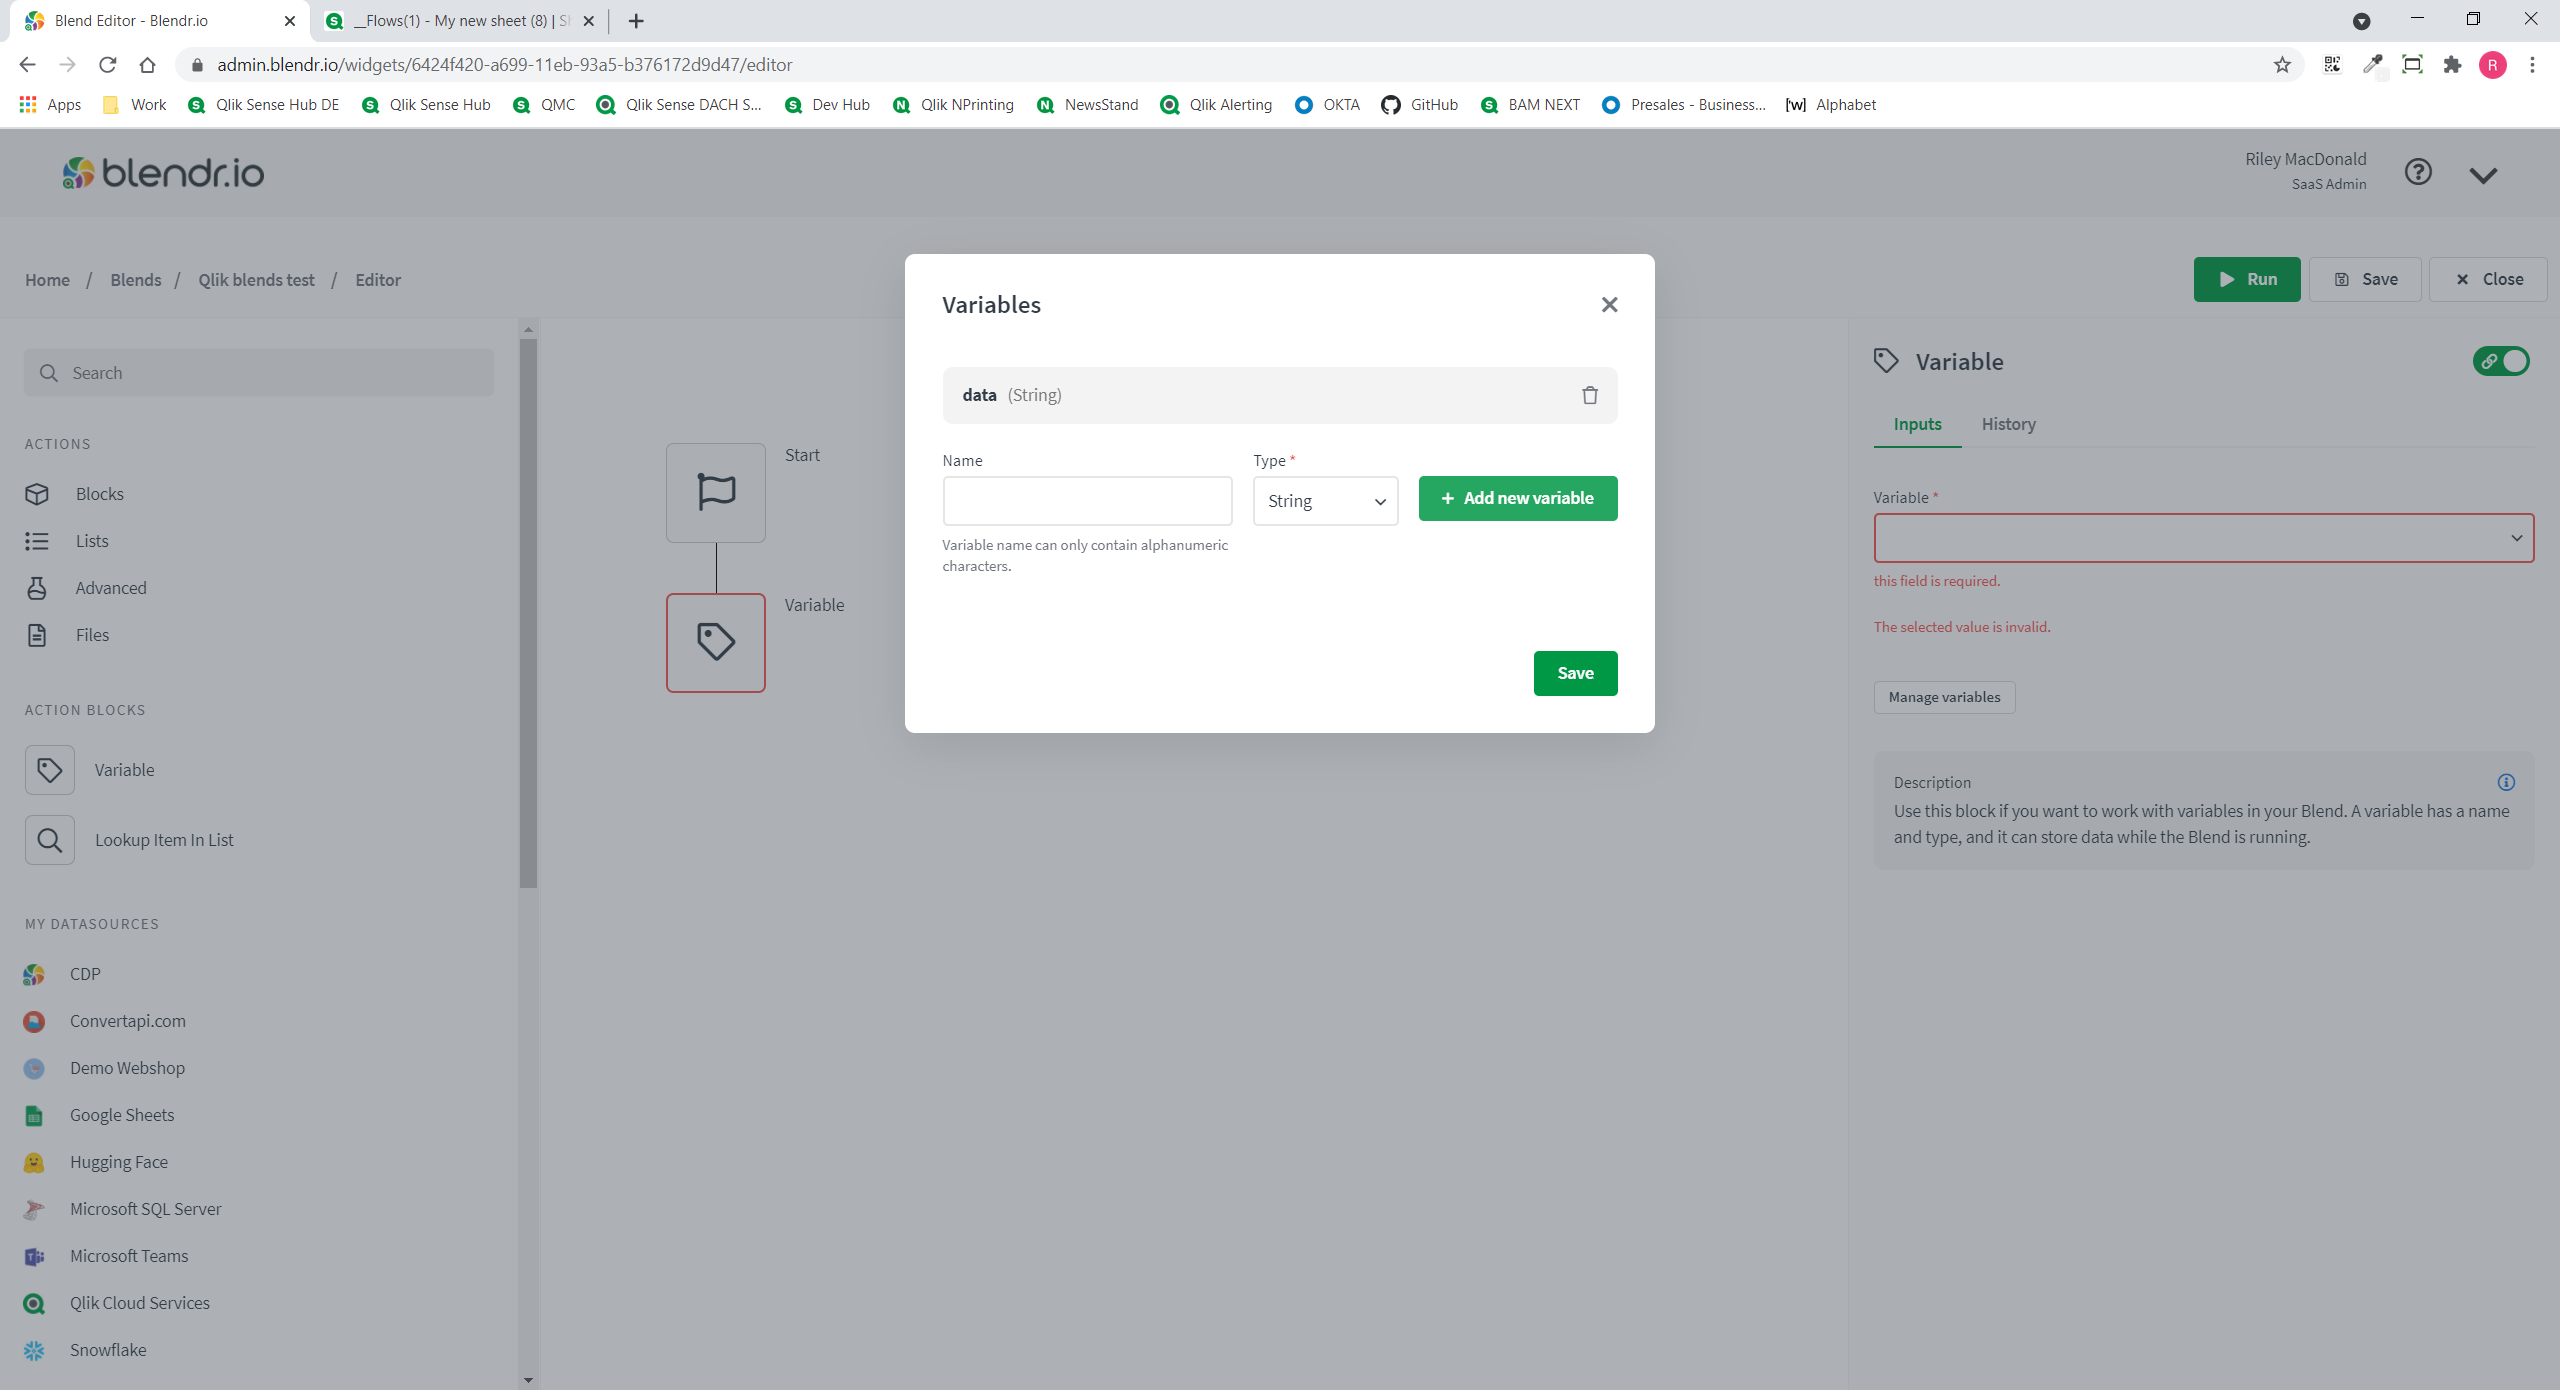 Blend Editor - Blendr.io
__Flows(1) - My new sheet (8) | S
admin.blendr.io/widgets/6424f420-a699-11eb-93a5-b376172d9d47/editor
R
Apps Work Qlik Sense Hub DE Qlik Sense Hub QMC Qlik Sense DACH S... Dev Hub Qlik NPrinting NewsStand Qlik Alerting OKTA GitHub BAM NEXT Presales - Business... Alphabet
blendr.io
Riley MacDonald
SaaS Admin
Home / Blends / Qlik blends test / Editor
Run Save Close
Search
ACTIONS
Blocks
Lists
Advanced
Files
ACTION BLOCKS
Variable
Lookup Item In List
MY DATASOURCES
CDP
Convertapi.com
Demo Webshop
Google Sheets
Hugging Face
Microsoft SQL Server
Microsoft Teams
Qlik Cloud Services
Snowflake
Start
Variable
Variables
data (String)
Name
Type *
String
+ Add new variable
Variable name can only contain alphanumeric
characters.
Save
Variable
Inputs History
Variable *
this field is required.
The selected value is invalid.
Manage variables
Description
Use this block if you want to work with variables in your Blend. A variable has a name
and type, and it can store data while the Blend is running.